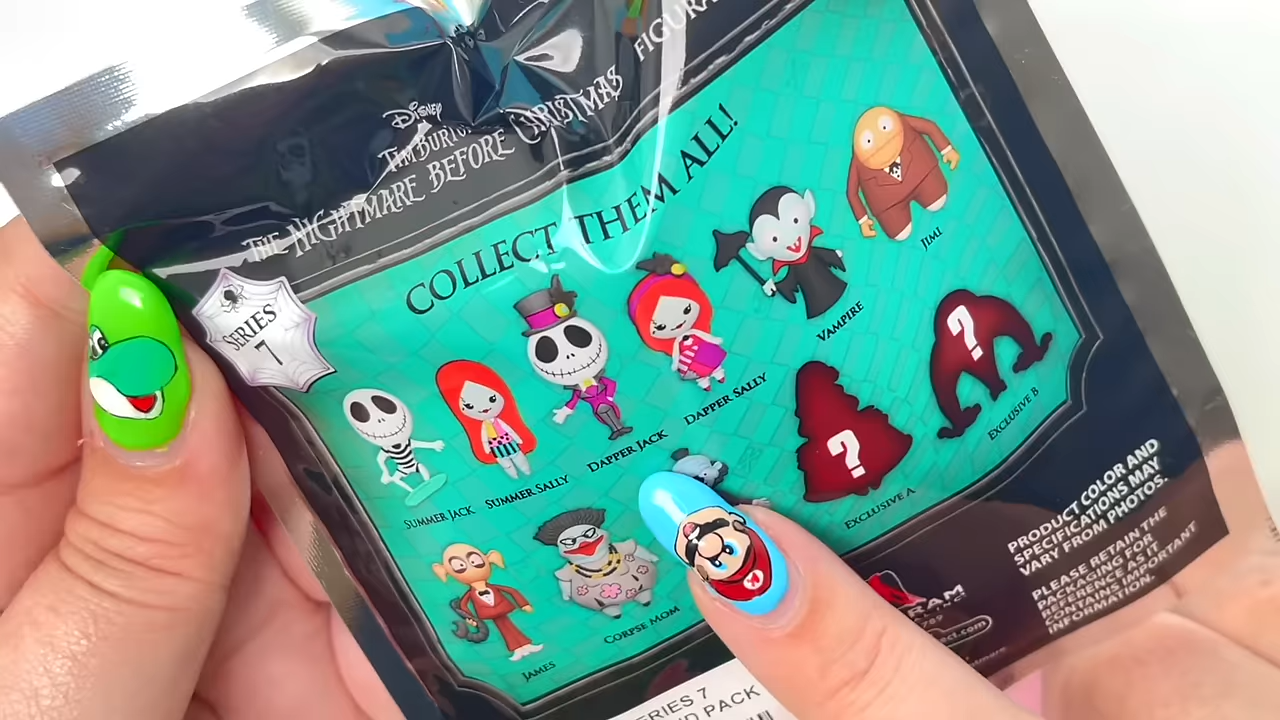 Disney
TIM BURTON
THE NIGHTMARE BEFORE CHRISTMAS
COLLECT THEM ALL!
SERIES
7
SUMMER JACK
SUMMER SALLY
DAPPER JACK
DAPPER SALLY
VAMPIRE
JIMI
JAMES
CORPSE MOM
?
EXCLUSIVE A
?
EXCLUSIVE B
PRODUCT COLOR AND
SPECIFICATIONS MAY
VARY FROM PHOTOS.
PLEASE RETAIN THE
PACKAGING FOR
REFERENCE AS IT
CONTAINS IMPORTANT
INFORMATION.
SERIES 7
PACK